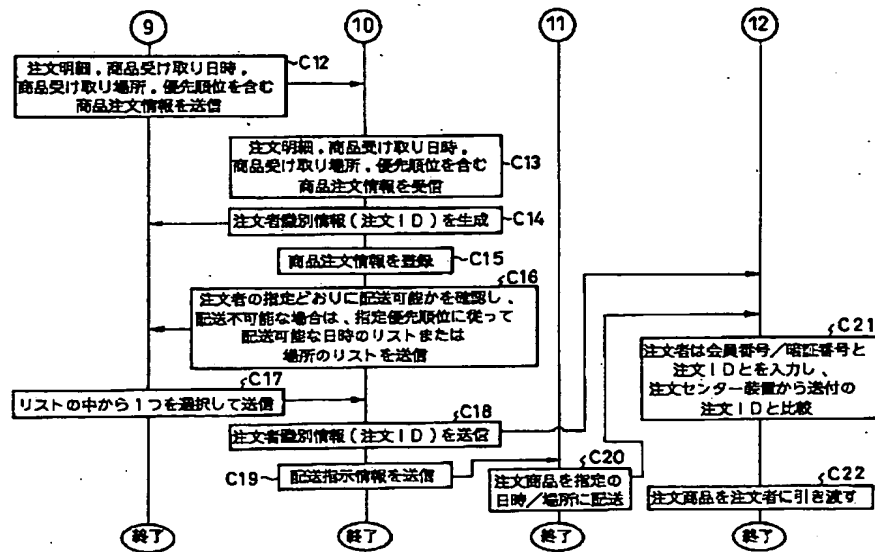 9
10
11
12
C12
注文明細，商品受け取り日時，
商品受け取り場所，優先順位を含む
商品注文情報を送信
注文明細，商品受け取り日時，
商品受け取り場所，優先順位を含む
商品注文情報を受信
C13
注文者識別情報（注文ID）を生成
C14
商品注文情報を登録
C15
C16
注文者の指定どおりに配送可能かを確認し、
配送不可能な場合は、指定優先順位に従って
配送可能な日時のリストまたは
場所のリストを送信
C17
リストの中から1つを選択して送信
C18
注文者識別情報（注文ID）を送信
C19
配送指示情報を送信
C20
注文商品を指定の
日時／場所に配送
C21
注文者は会員番号／暗証番号と
注文IDとを入力し、
注文センター装置から送付の
注文IDと比較
C22
注文商品を注文者に引き渡す
終了
終了
終了
終了